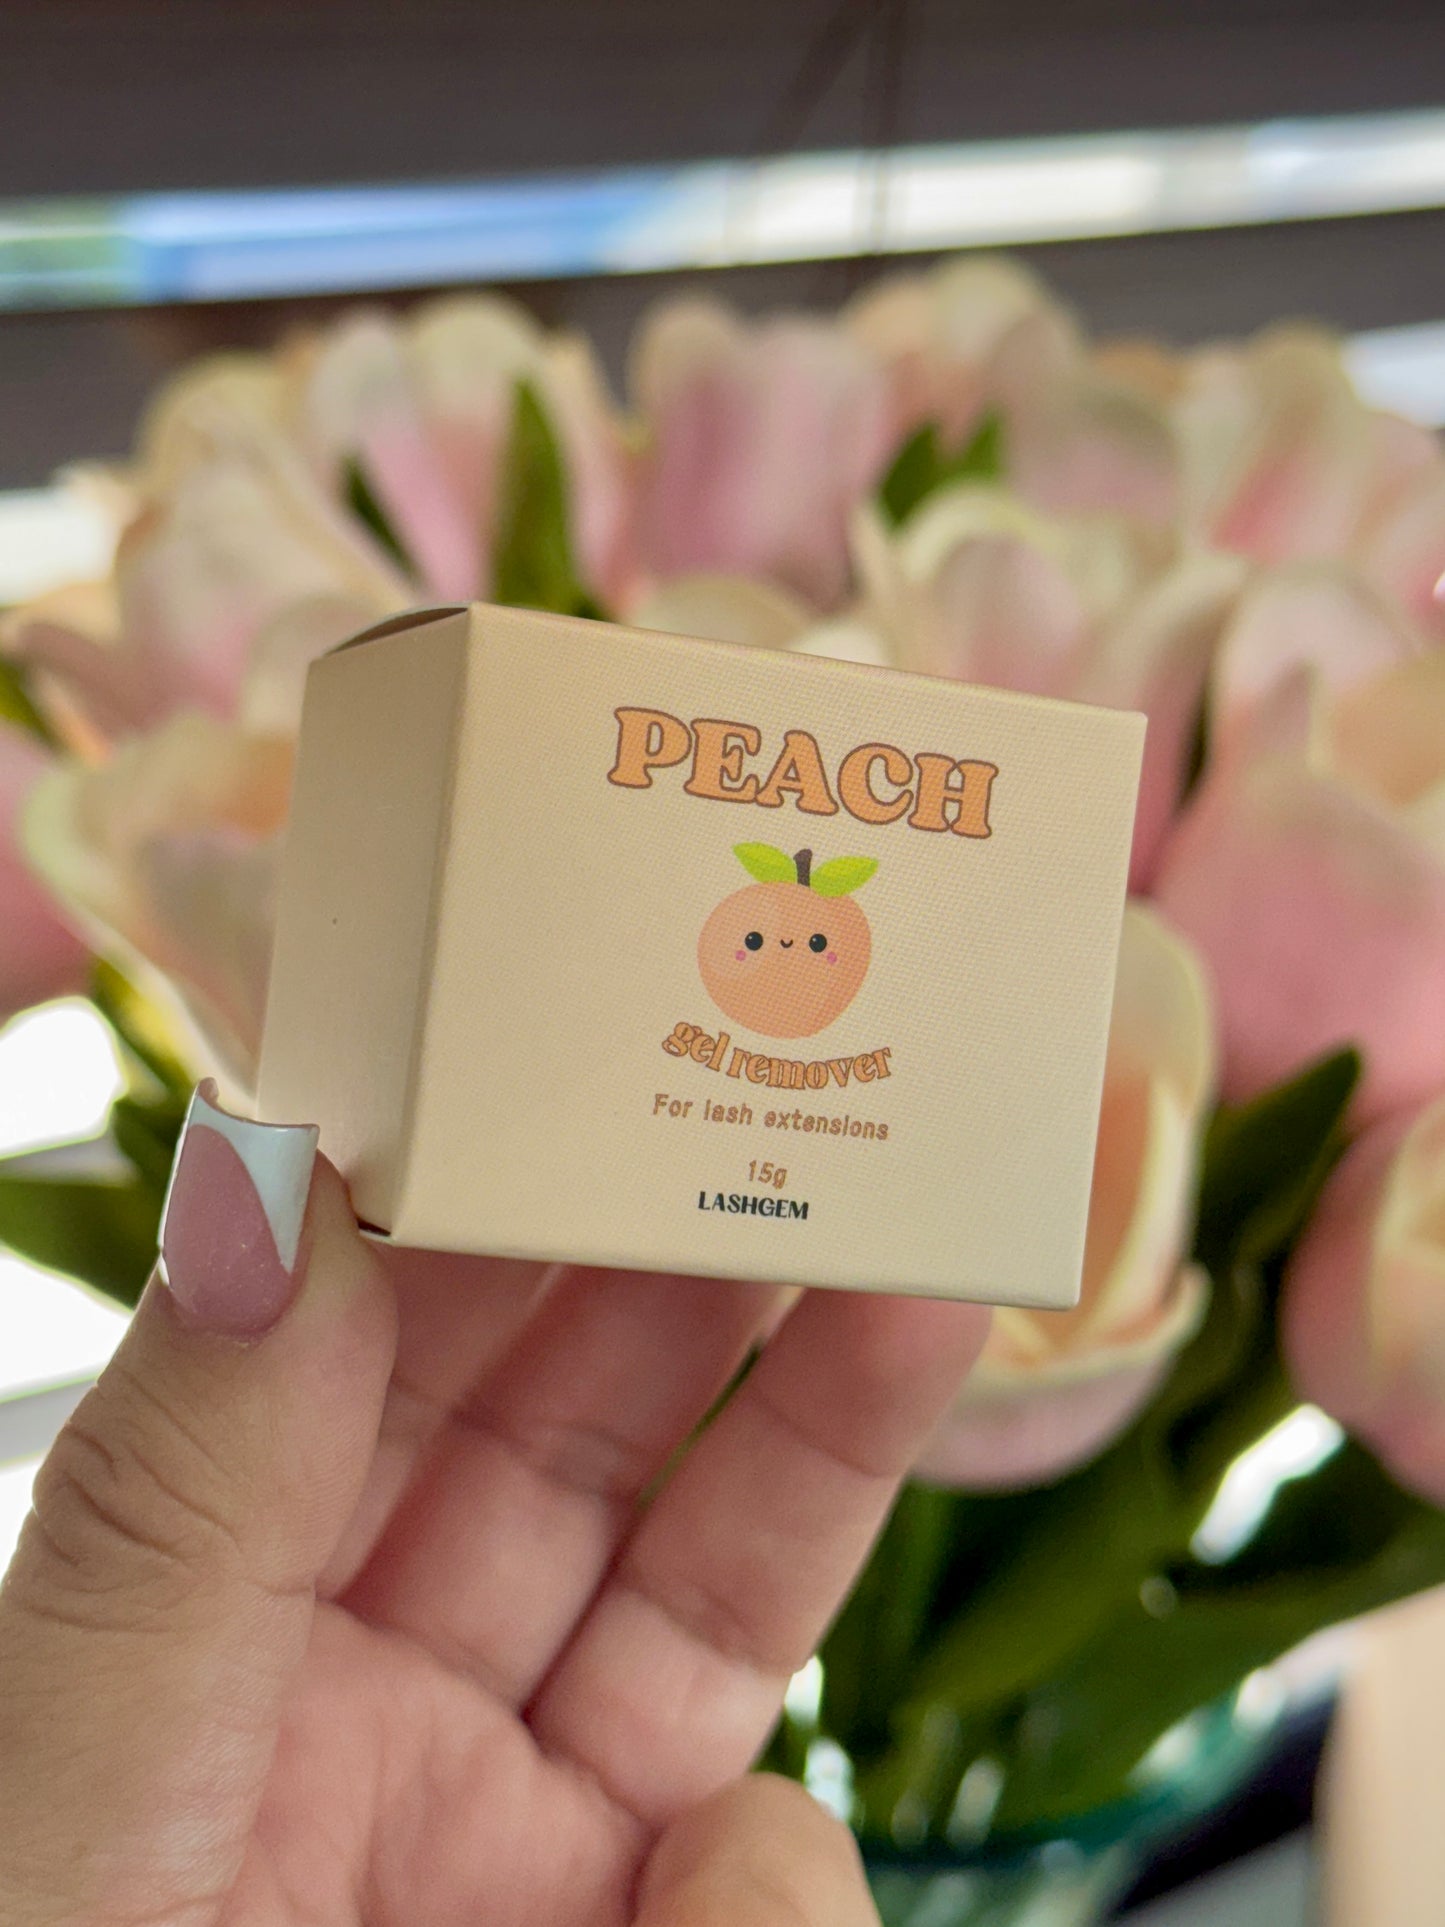 PEACH
gel remover
For lash extensions
15g
LASHGEM